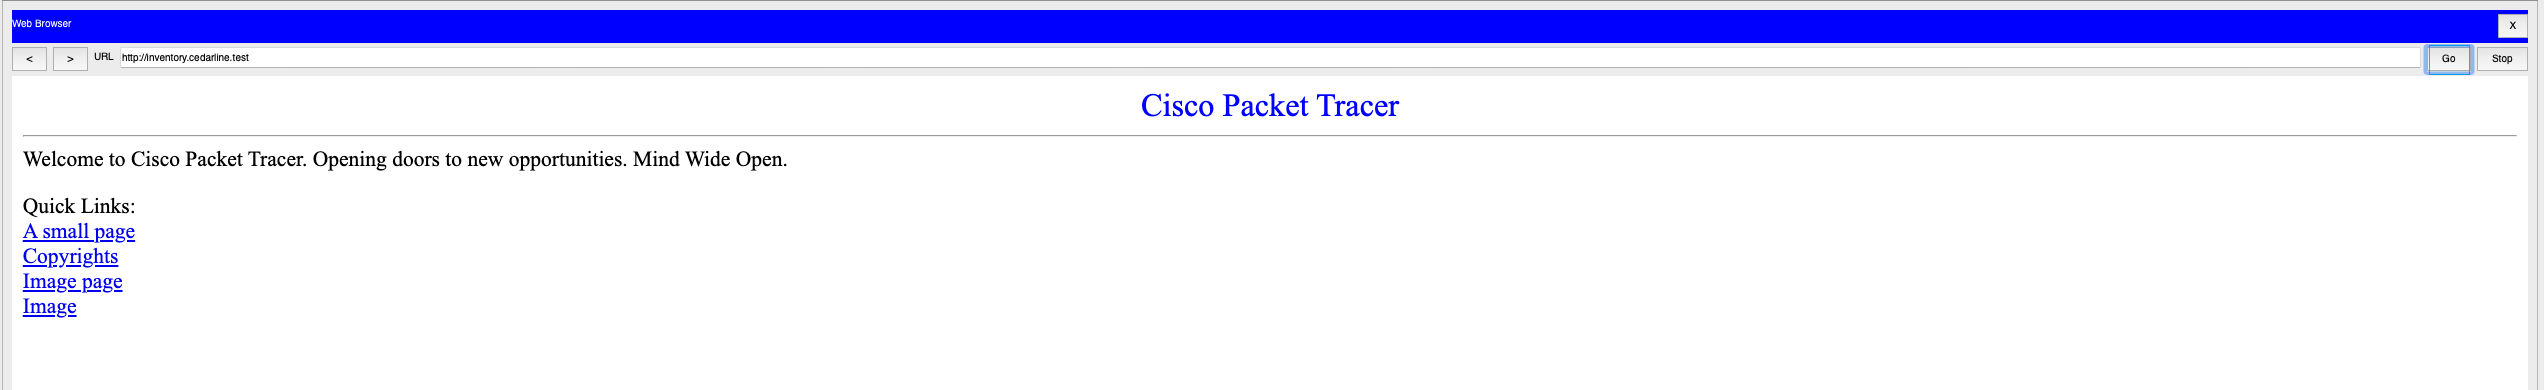 Web Browser
X
< > URL http://inventory.cedarline.test Go Stop
Cisco Packet Tracer
Welcome to Cisco Packet Tracer. Opening doors to new opportunities. Mind Wide Open.
Quick Links:
A small page
Copyrights
Image page
Image